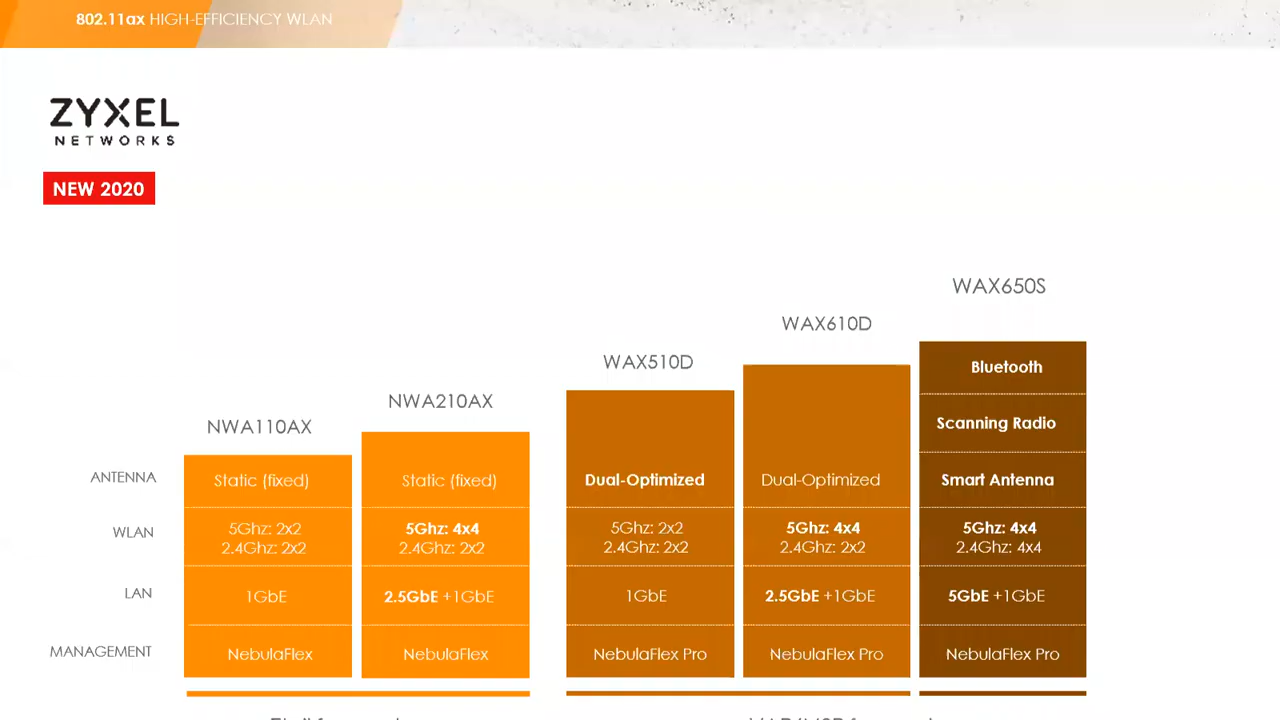 802.11ax HIGH-EFFICIENCY WLAN
ZYXEL
NETWORKS
NEW 2020
WAX650S
WAX610D
WAX510D
NWA210AX
NWA110AX
Bluetooth
Scanning Radio
ANTENNA Static (fixed) Static (fixed) Dual-Optimized Dual-Optimized Smart Antenna
WLAN 5Ghz: 2x2 5Ghz: 4x4 5Ghz: 2x2 5Ghz: 4x4 5Ghz: 4x4
2.4Ghz: 2x2 2.4Ghz: 2x2 2.4Ghz: 2x2 2.4Ghz: 2x2 2.4Ghz: 4x4
LAN 1GbE 2.5GbE +1GbE 1GbE 2.5GbE +1GbE 5GbE +1GbE
MANAGEMENT NebulaFlex NebulaFlex NebulaFlex Pro NebulaFlex Pro NebulaFlex Pro